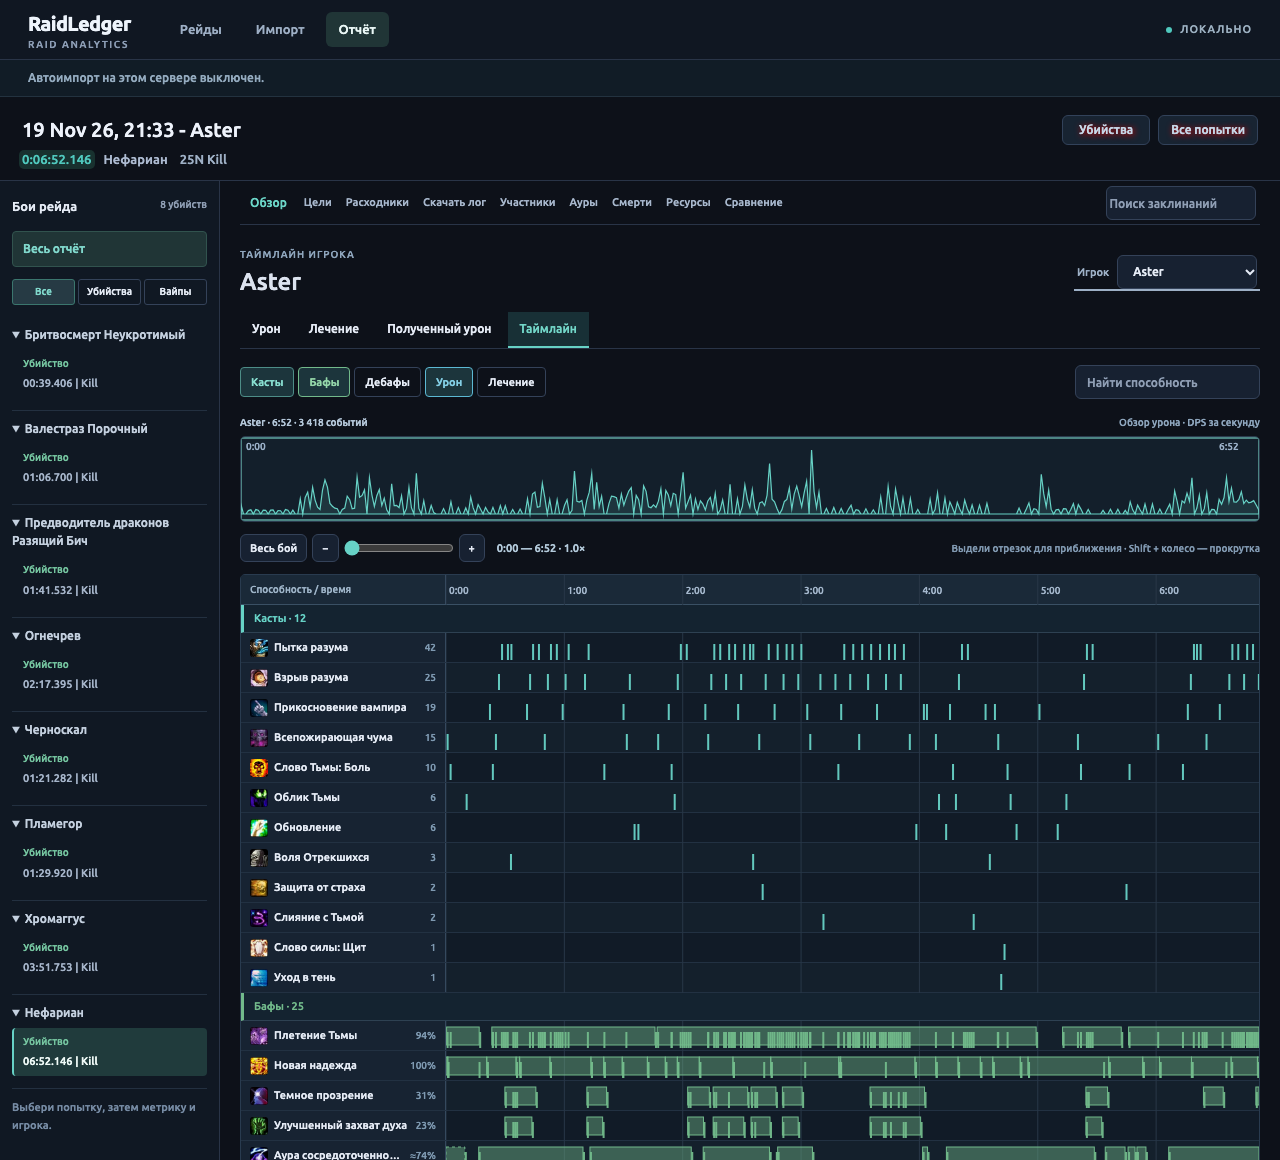 RaidLedger
RAID ANALYTICS
Рейды
Импорт
Отчёт
ЛОКАЛЬНО
Автоимпорт на этом сервере выключен.
19 Nov 26, 21:33 - Aster
0:06:52.146 Нефариан 25N Kill
Убийства
Все попытки
Бои рейда
8 убийств
Весь отчёт
Все
Убийства
Вайпы
▼ Бритвосмерт Неукротимый
Убийство
00:39.406 | Kill
▼ Валестраз Порочный
Убийство
01:06.700 | Kill
▼ Предводитель драконов
Разящий Бич
Убийство
01:41.532 | Kill
▼ Огнечрев
Убийство
02:17.395 | Kill
▼ Черноскал
Убийство
01:21.282 | Kill
▼ Пламегор
Убийство
01:29.920 | Kill
▼ Хромаггус
Убийство
03:51.753 | Kill
▼ Нефариан
Убийство
06:52.146 | Kill
Выбери попытку, затем метрику и
игрока.
Обзор
Цели
Расходники
Скачать лог
Участники
Ауры
Смерти
Ресурсы
Сравнение
Поиск заклинаний
ТАЙМЛАЙН ИГРОКА
Aster
Игрок
Aster
Урон
Лечение
Полученный урон
Таймлайн
Касты
Бафы
Дебафы
Урон
Лечение
Найти способность
Aster · 6:52 · 3 418 событий
Обзор урона · DPS за секунду
0:00
6:52
Весь бой
−
+
0:00 — 6:52 · 1.0×
Выдели отрезок для приближения · Shift + колесо — прокрутка
Способность / время
0:00
1:00
2:00
3:00
4:00
5:00
6:00
Касты · 12
Пытка разума 42
Взрыв разума 25
Прикосновение вампира 19
Всепожирающая чума 15
Слово Тьмы: Боль 10
Облик Тьмы 6
Обновление 6
Воля Отрекшихся 3
Защита от страха 2
Слияние с Тьмой 2
Слово силы: Щит 1
Уход в тень 1
Бафы · 25
Плетение Тьмы 94%
Новая надежда 100%
Темное прозрение 31%
Улучшенный захват духа 23%
Аура сосредоточенно... ≈74%